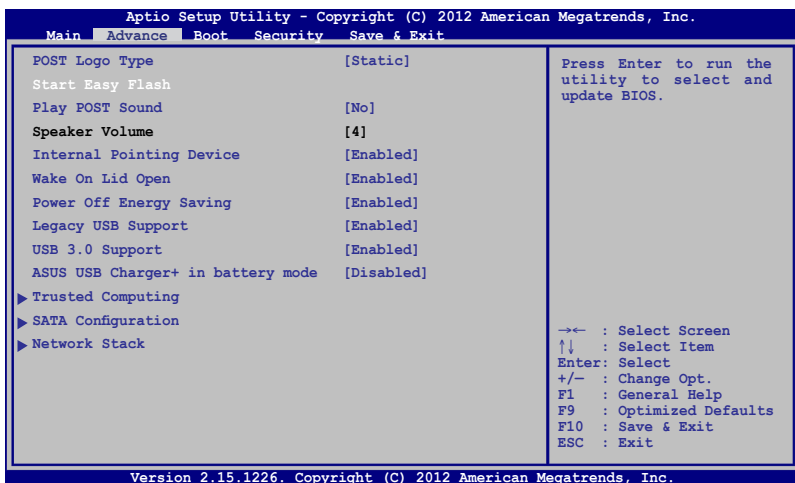 Aptio Setup Utility - Copyright (C) 2012 American Megatrends, Inc.
Main Advance Boot Security Save & Exit
POST Logo Type [Static]
Start Easy Flash
Play POST Sound [No]
Speaker Volume [4]
Internal Pointing Device [Enabled]
Wake On Lid Open [Enabled]
Power Off Energy Saving [Enabled]
Legacy USB Support [Enabled]
USB 3.0 Support [Enabled]
ASUS USB Charger+ in battery mode [Disabled]
▶ Trusted Computing
▶ SATA Configuration
▶ Network Stack
Press Enter to run the
utility to select and
update BIOS.
→← : Select Screen
↑↓ : Select Item
Enter: Select
+/— : Change Opt.
F1 : General Help
F9 : Optimized Defaults
F10 : Save & Exit
ESC : Exit
Version 2.15.1226. Copyright (C) 2012 American Megatrends, Inc.